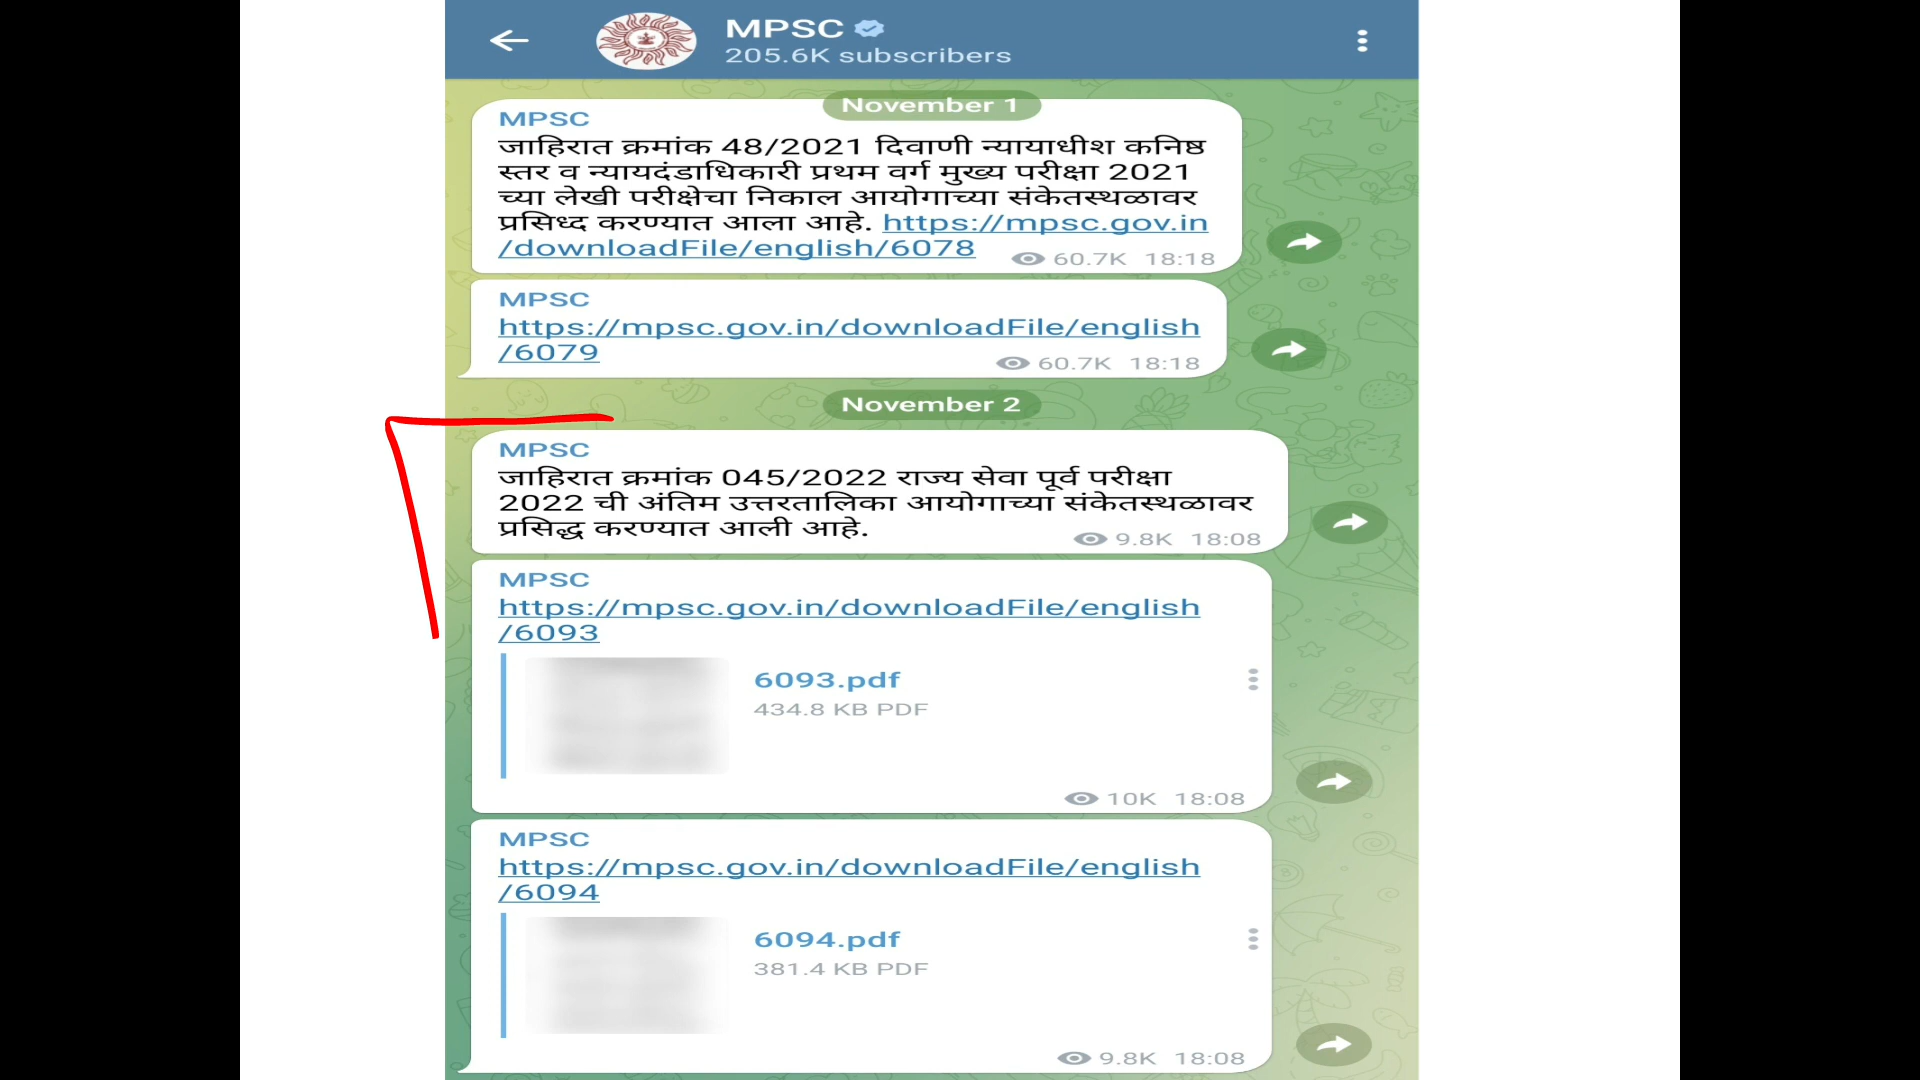 MPSC
205.6K subscribers
November 1
MPSC
जाहिरात क्रमांक 48/2021 दिवाणी न्यायाधीश कनिष्ठ
स्तर व न्यायदंडाधिकारी प्रथम वर्ग मुख्य परीक्षा 2021
च्या लेखी परीक्षेचा निकाल आयोगाच्या संकेतस्थळावर
प्रसिध्द करण्यात आला आहे. https://mpsc.gov.in
/downloadFile/english/6078
60.7K 18:18
MPSC
https://mpsc.gov.in/downloadFile/english
/6079
60.7K 18:18
November 2
MPSC
जाहिरात क्रमांक 045/2022 राज्य सेवा पूर्व परीक्षा
2022 ची अंतिम उत्तरतालिका आयोगाच्या संकेतस्थळावर
प्रसिद्ध करण्यात आली आहे.
9.8K 18:08
MPSC
https://mpsc.gov.in/downloadFile/english
/6093
6093.pdf
434.8 KB PDF
10K 18:08
MPSC
https://mpsc.gov.in/downloadFile/english
/6094
6094.pdf
381.4 KB PDF
9.8K 18:08